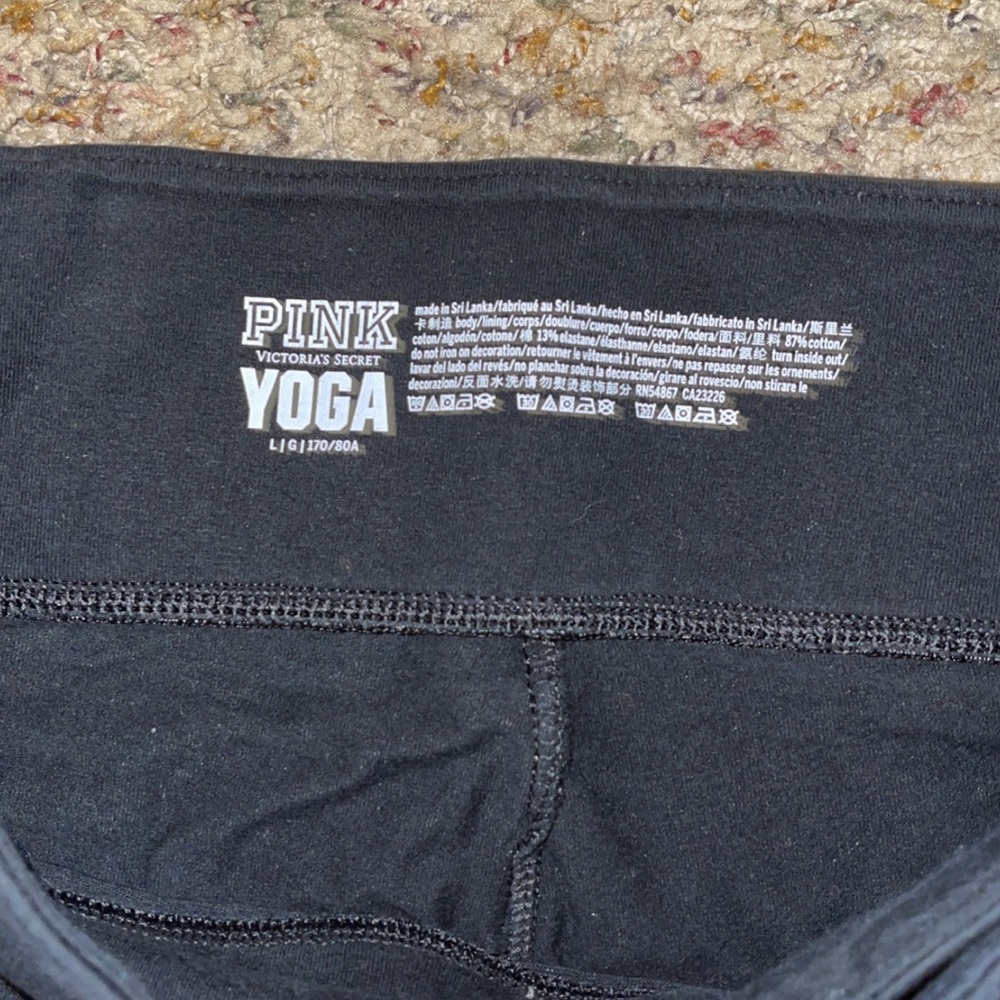 PINK
VICTORIA'S SECRET
YOGA
L | G | 170/80A
made in Sri Lanka/fabriqué au Sri Lanka/hecho en Sri Lanka/fabbricato In Sri Lanka/斯里兰
卡制造 body/lining/corps/doublure/cuerpo/forro/corpo/fodera/面料/里料 87% cotton/
coton/algodón/cotone/棉 13% elastane/élasthanne/elastano/elastan/氨纶 turn inside out/
do not iron on decoration/retourner le vêtement à l'envers/ne pas repasser sur les ornements/
lavar del lado del revés/no planchar sobre la decoración/girare al rovescio/non stirare le
decorazioni/反面水洗/请勿熨烫装饰部分 RN54867 CA23226